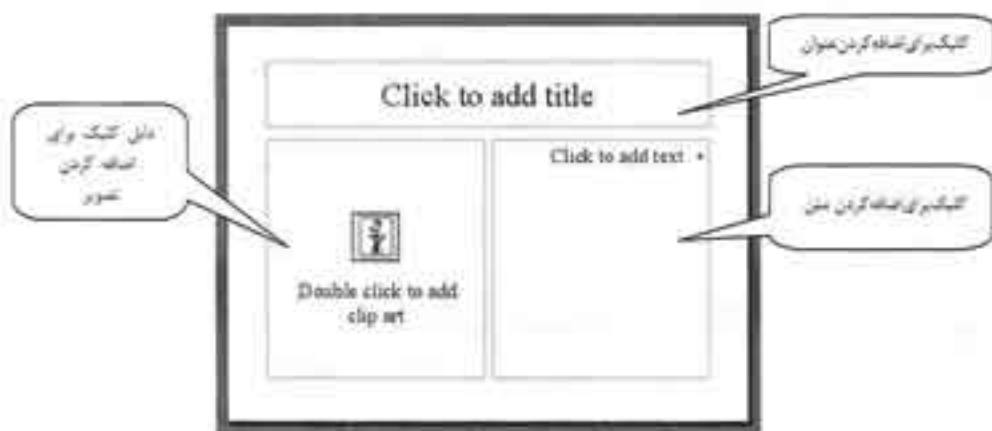 کلیک برای اضافه کردن عنوان
Click to add title
دابل کلیک برای
اضافه کردن
تصویر
Click to add text •
کلیک برای اضافه کردن متن
Double click to add
clip art